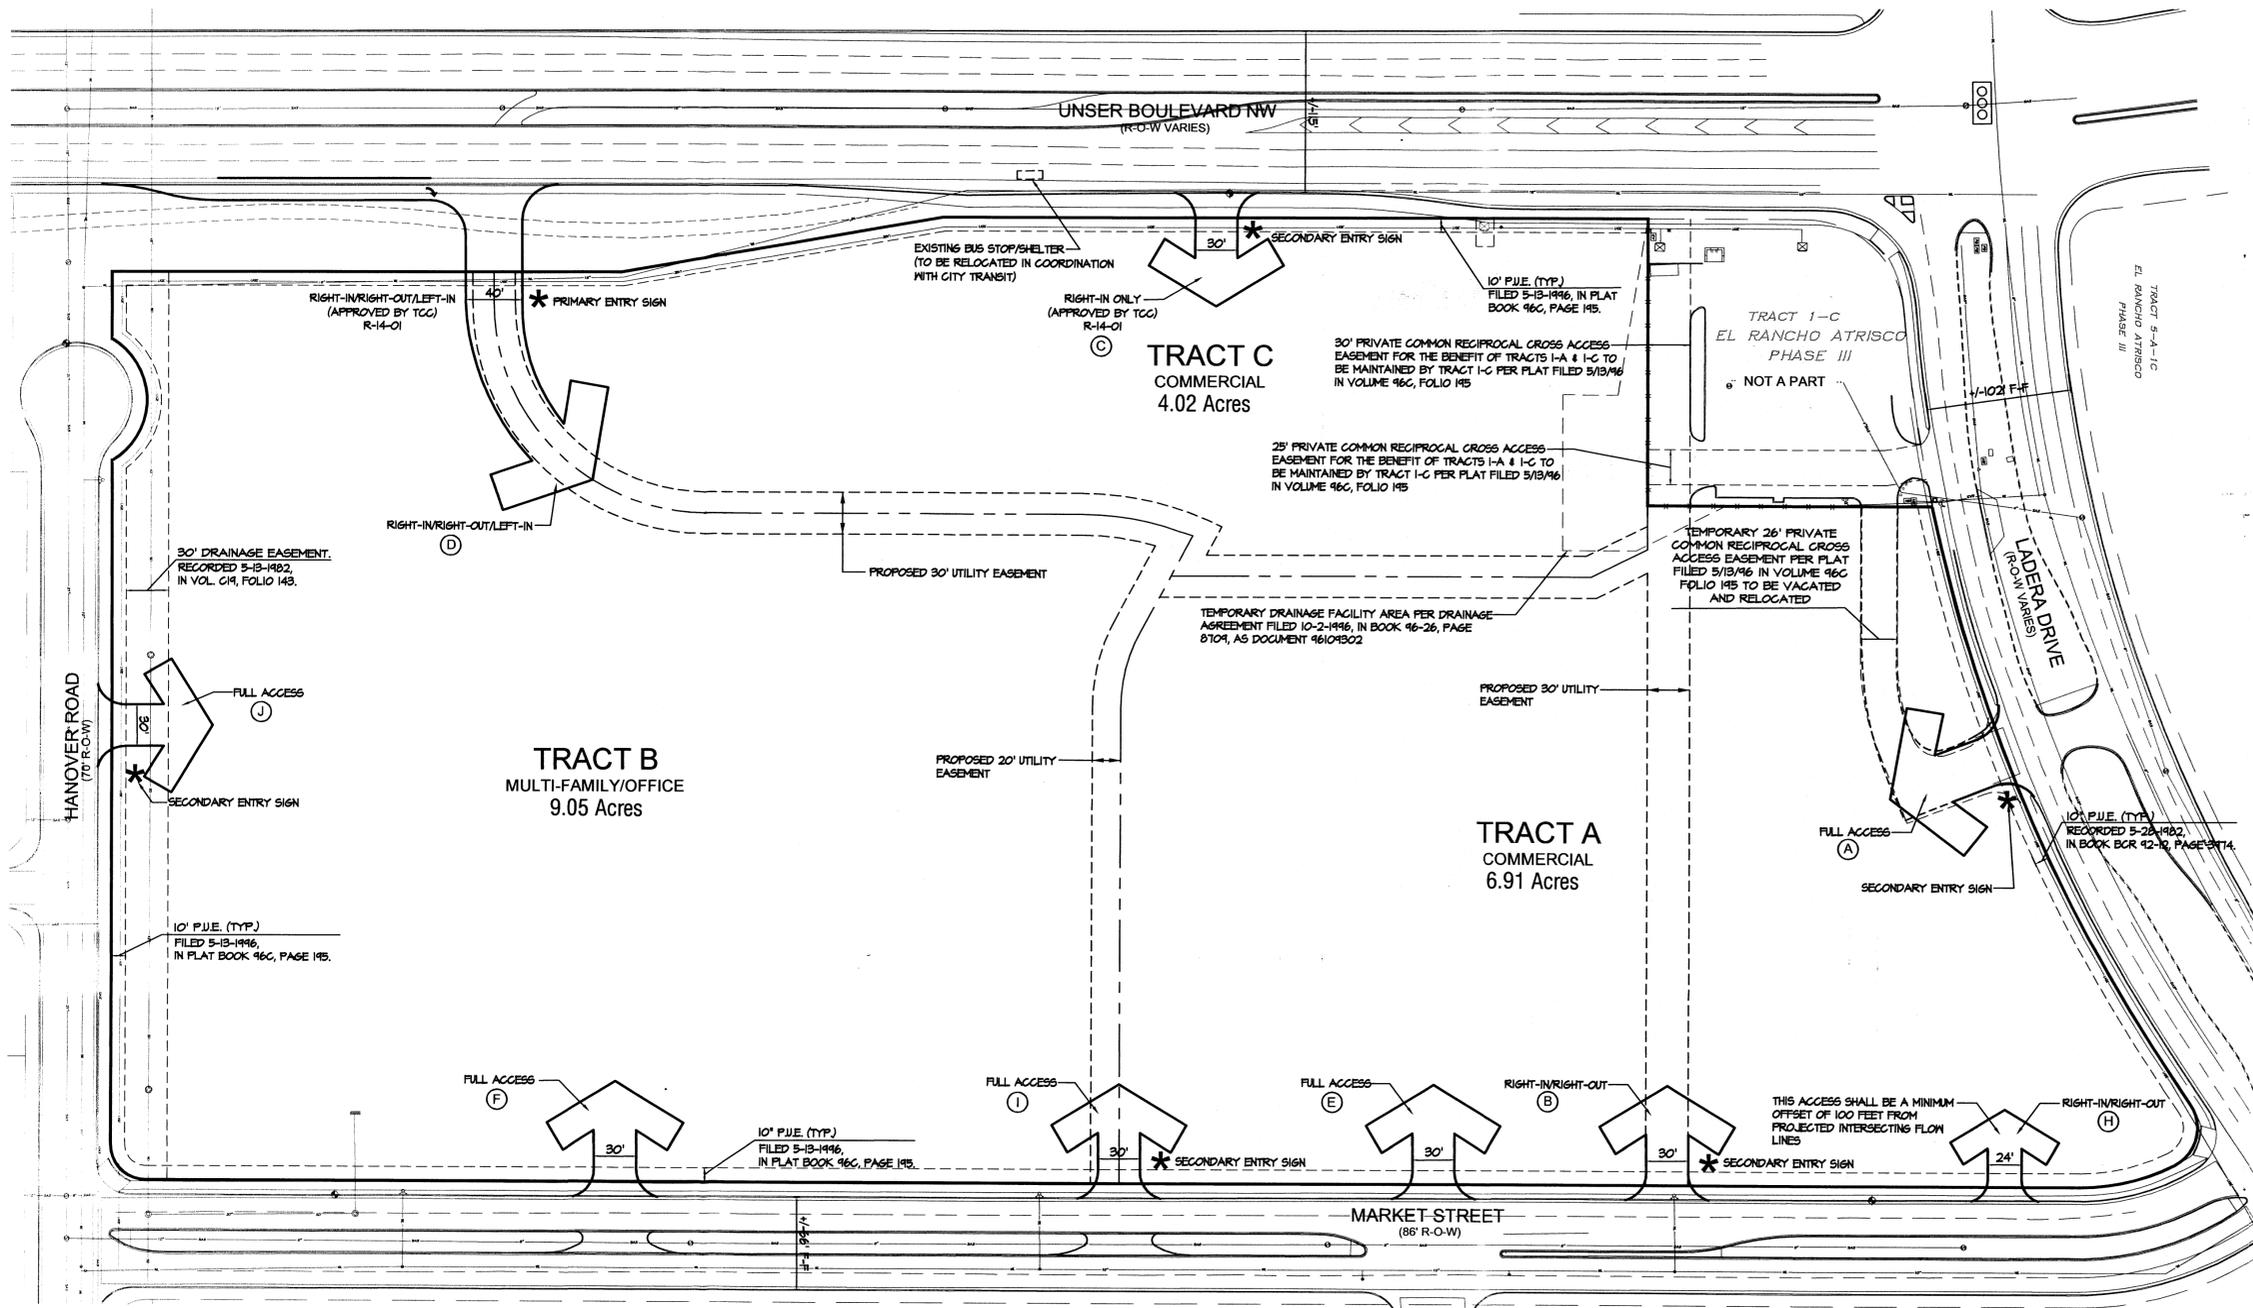 UNSER BOULEVARD NW
(R-O-W VARIES)
+/-115'
EXISTING BUS STOP/SHELTER
(TO BE RELOCATED IN COORDINATION
WITH CITY TRANSIT)
30'
SECONDARY ENTRY SIGN
RIGHT-IN ONLY
(APPROVED BY TCC)
R-14-01
C
10' P.U.E. (TYP.)
FILED 5-13-1996, IN PLAT
BOOK 96C, PAGE 195.
RIGHT-IN/RIGHT-OUT/LEFT-IN
(APPROVED BY TCC)
R-14-01
40'
PRIMARY ENTRY SIGN
TRACT C
COMMERCIAL
4.02 Acres
30' PRIVATE COMMON RECIPROCAL CROSS ACCESS
EASEMENT FOR THE BENEFIT OF TRACTS 1-A & 1-C TO
BE MAINTAINED BY TRACT 1-C PER PLAT FILED 5/13/96
IN VOLUME 96C, FOLIO 195
TRACT 1-C
EL RANCHO ATRISCO
PHASE III
NOT A PART
TRACT 5-A-1C
EL RANCHO ATRISCO
PHASE III
+/-102' F-F
25' PRIVATE COMMON RECIPROCAL CROSS ACCESS
EASEMENT FOR THE BENEFIT OF TRACTS 1-A & 1-C TO
BE MAINTAINED BY TRACT 1-C PER PLAT FILED 5/13/96
IN VOLUME 96C, FOLIO 195
RIGHT-IN/RIGHT-OUT/LEFT-IN
D
30' DRAINAGE EASEMENT.
RECORDED 5-13-1982,
IN VOL. C19, FOLIO 143.
PROPOSED 30' UTILITY EASEMENT
TEMPORARY 26' PRIVATE
COMMON RECIPROCAL CROSS
ACCESS EASEMENT PER PLAT
FILED 5/13/96 IN VOLUME 96C
FOLIO 195 TO BE VACATED
AND RELOCATED
LADERA DRIVE
(R-O-W VARIES)
TEMPORARY DRAINAGE FACILITY AREA PER DRAINAGE
AGREEMENT FILED 10-2-1996, IN BOOK 96-26, PAGE
8709, AS DOCUMENT 96109302
HANOVER ROAD
(70' R-O-W)
FULL ACCESS
J
30'
SECONDARY ENTRY SIGN
PROPOSED 30' UTILITY
EASEMENT
TRACT B
MULTI-FAMILY/OFFICE
9.05 Acres
PROPOSED 20' UTILITY
EASEMENT
TRACT A
COMMERCIAL
6.91 Acres
FULL ACCESS
A
10' P.U.E. (TYP.)
RECORDED 5-28-1982,
IN BOOK BCR 92-12, PAGE 3974.
SECONDARY ENTRY SIGN
10' P.U.E. (TYP.)
FILED 5-13-1996,
IN PLAT BOOK 96C, PAGE 195.
FULL ACCESS
F
30'
10" P.U.E. (TYP.)
FILED 5-13-1996,
IN PLAT BOOK 96C, PAGE 195.
FULL ACCESS
I
30'
SECONDARY ENTRY SIGN
FULL ACCESS
E
30'
RIGHT-IN/RIGHT-OUT
B
30'
SECONDARY ENTRY SIGN
THIS ACCESS SHALL BE A MINIMUM
OFFSET OF 100 FEET FROM
PROJECTED INTERSECTING FLOW
LINES
24'
RIGHT-IN/RIGHT-OUT
H
MARKET STREET
(86' R-O-W)
+/-66' F-F